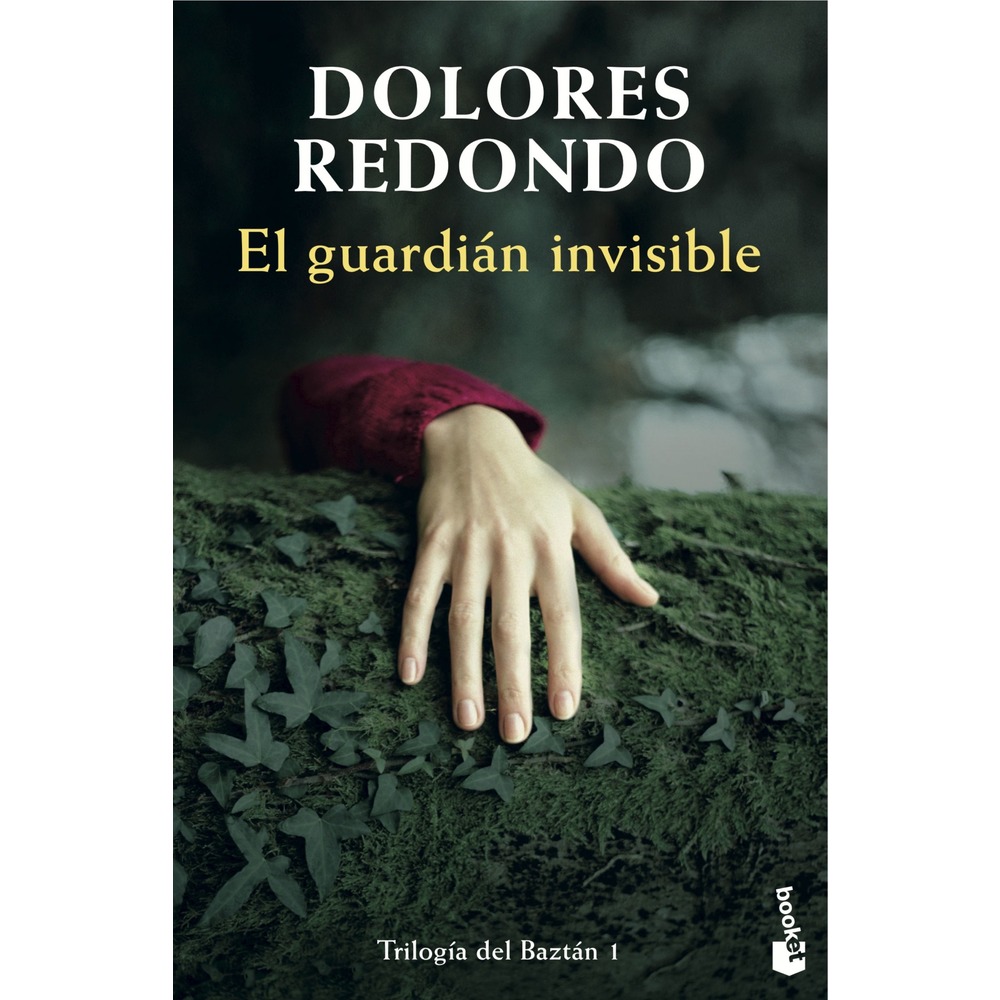 DOLORES
REDONDO
El guardián invisible
Trilogía del Baztán 1
booket